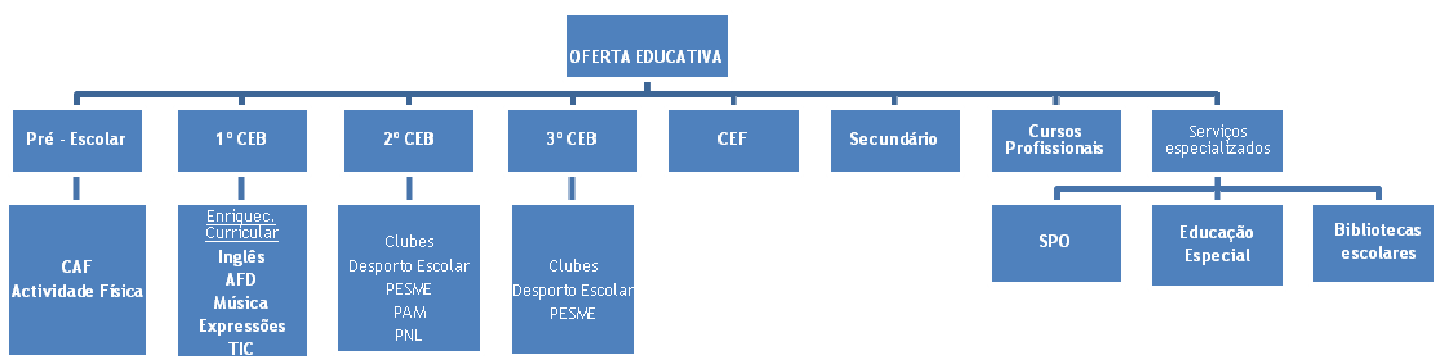 OFERTA EDUCATIVA
Pré - Escolar
1º CEB
2º CEB
3º CEB
CEF
Secundário
Cursos
Profissionais
Serviços
especializados
CAF
Actividade Física
Enriquec.
Curricular
Inglês
AFD
Música
Expressões
TIC
Clubes
Desporto Escolar
PESME
PAM
PNL
Clubes
Desporto Escolar
PESME
SPO
Educação
Especial
Bibliotecas
escolares